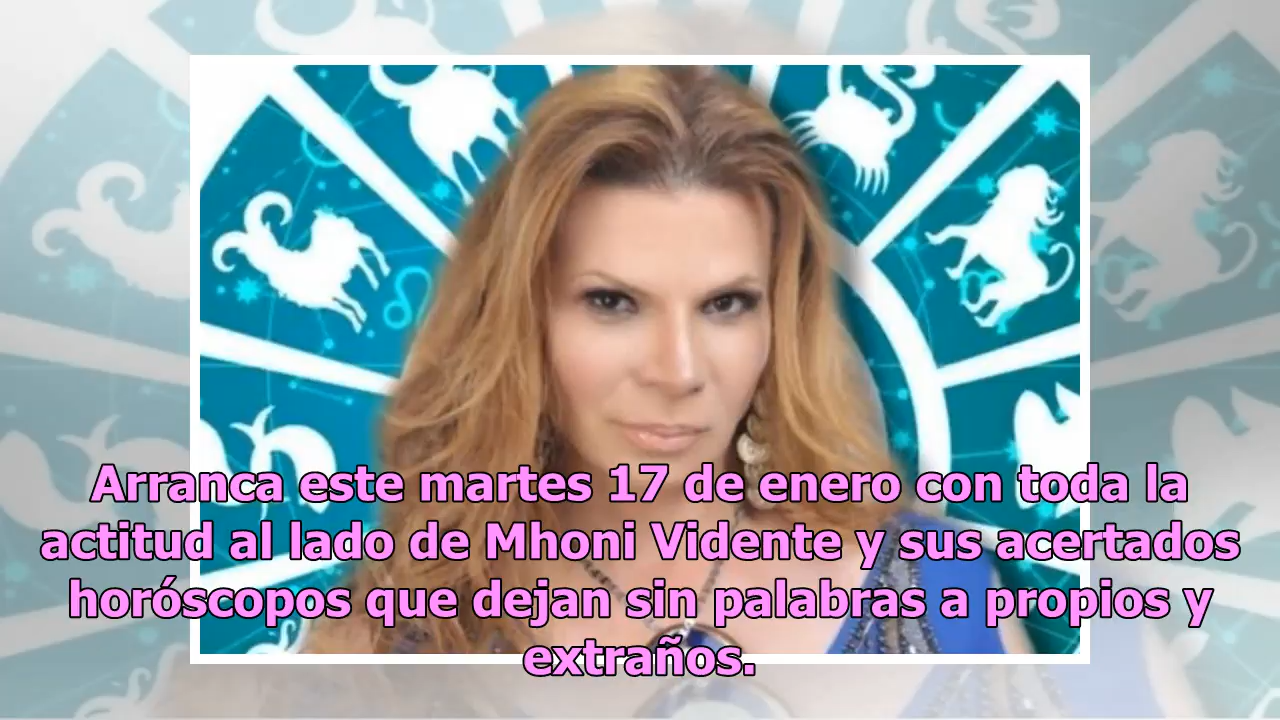 Arranca este martes 17 de enero con toda la
actitud al lado de Mhoni Vidente y sus acertados
horóscopos que dejan sin palabras a propios y
extraños.